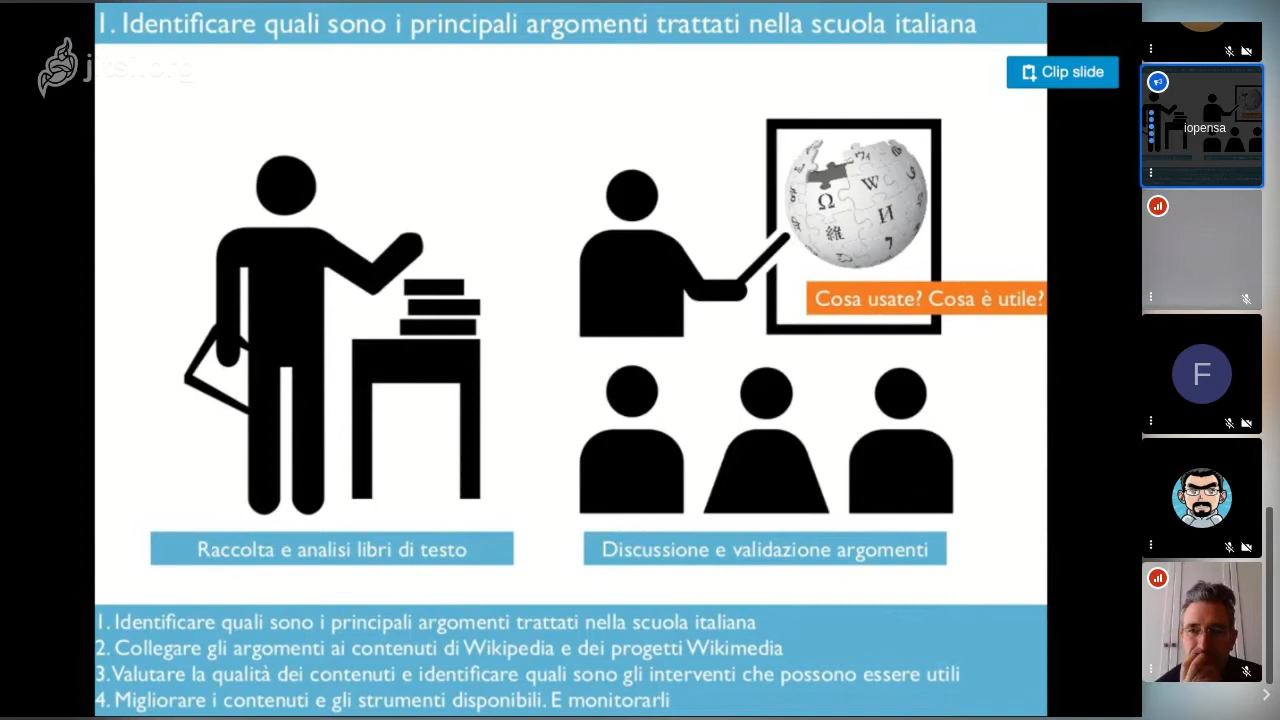 1. Identificare quali sono i principali argomenti trattati nella scuola italiana
jitsi.org
Clip slide
iopensa
Ω
W
И
維
Cosa usate? Cosa è utile?
F
Raccolta e analisi libri di testo
Discussione e validazione argomenti
1. Identificare quali sono i principali argomenti trattati nella scuola italiana
2. Collegare gli argomenti ai contenuti di Wikipedia e dei progetti Wikimedia
3. Valutare la qualità dei contenuti e identificare quali sono gli interventi che possono essere utili
4. Migliorare i contenuti e gli strumenti disponibili. E monitorarli